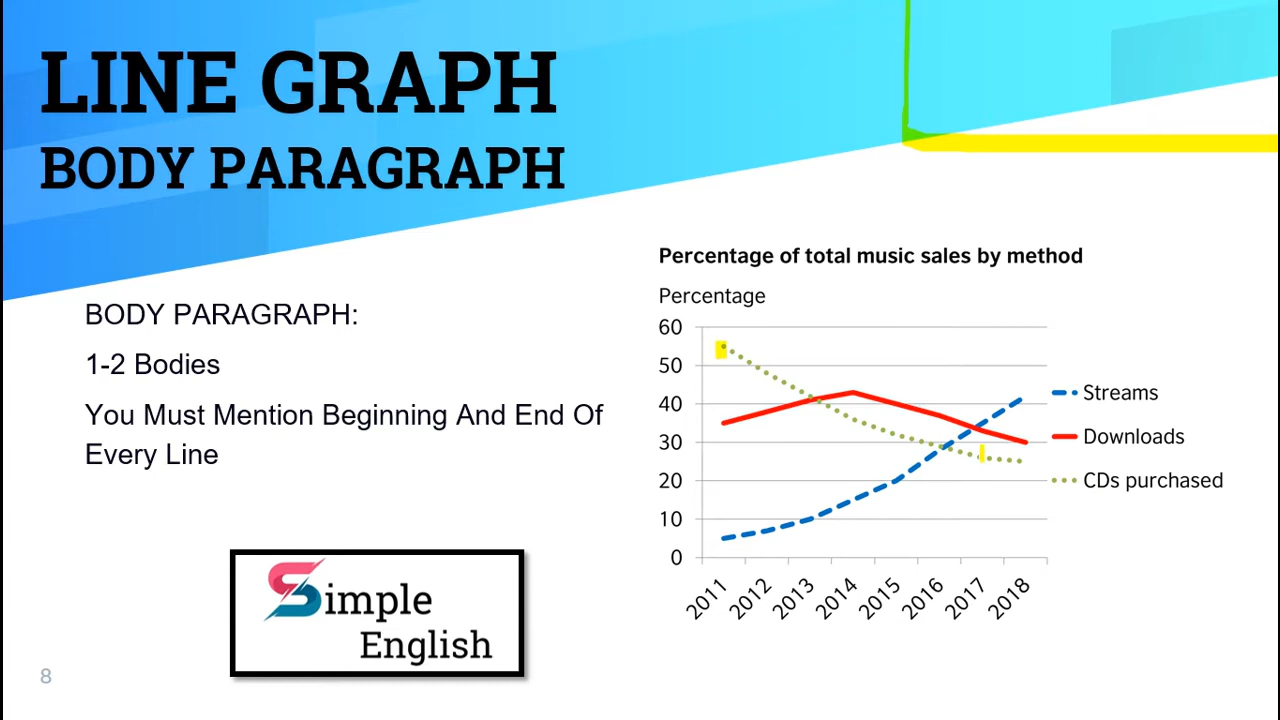 LINE GRAPH
BODY PARAGRAPH
BODY PARAGRAPH:
1-2 Bodies
You Must Mention Beginning And End Of
Every Line
Percentage of total music sales by method
Percentage
60
50
40
30
20
10
0
2011
2012
2013
2014
2015
2016
2017
2018
Streams
Downloads
CDs purchased
Simple
English
8